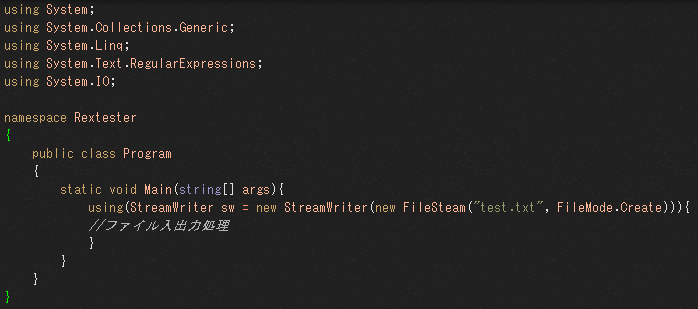 using System;
using System.Collections.Generic;
using System.Linq;
using System.Text.RegularExpressions;
using System.IO;

namespace Rextester
{
    public class Program
    {
        static void Main(string[] args){
            using(StreamWriter sw = new StreamWriter(new FileSteam("test.txt", FileMode.Create))){
            //ファイル入出力処理
            }
        }
    }
}